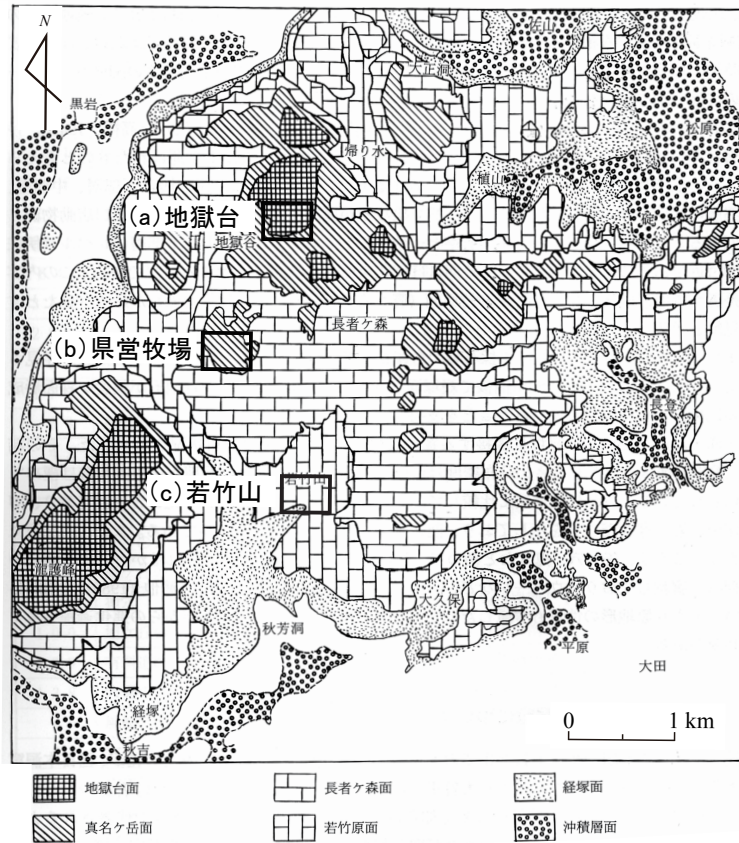 N
黒岩
大正洞
松原
帰り水
植山
(a)地獄台
地獄谷
長者ヶ森
(b)県営牧場
若竹山
(c)若竹山
龍護峰
大久保
秋芳洞
平原
大田
経塚
秋吉
0 1 km
地獄台面
長者ケ森面
経塚面
真名ケ岳面
若竹原面
沖積層面